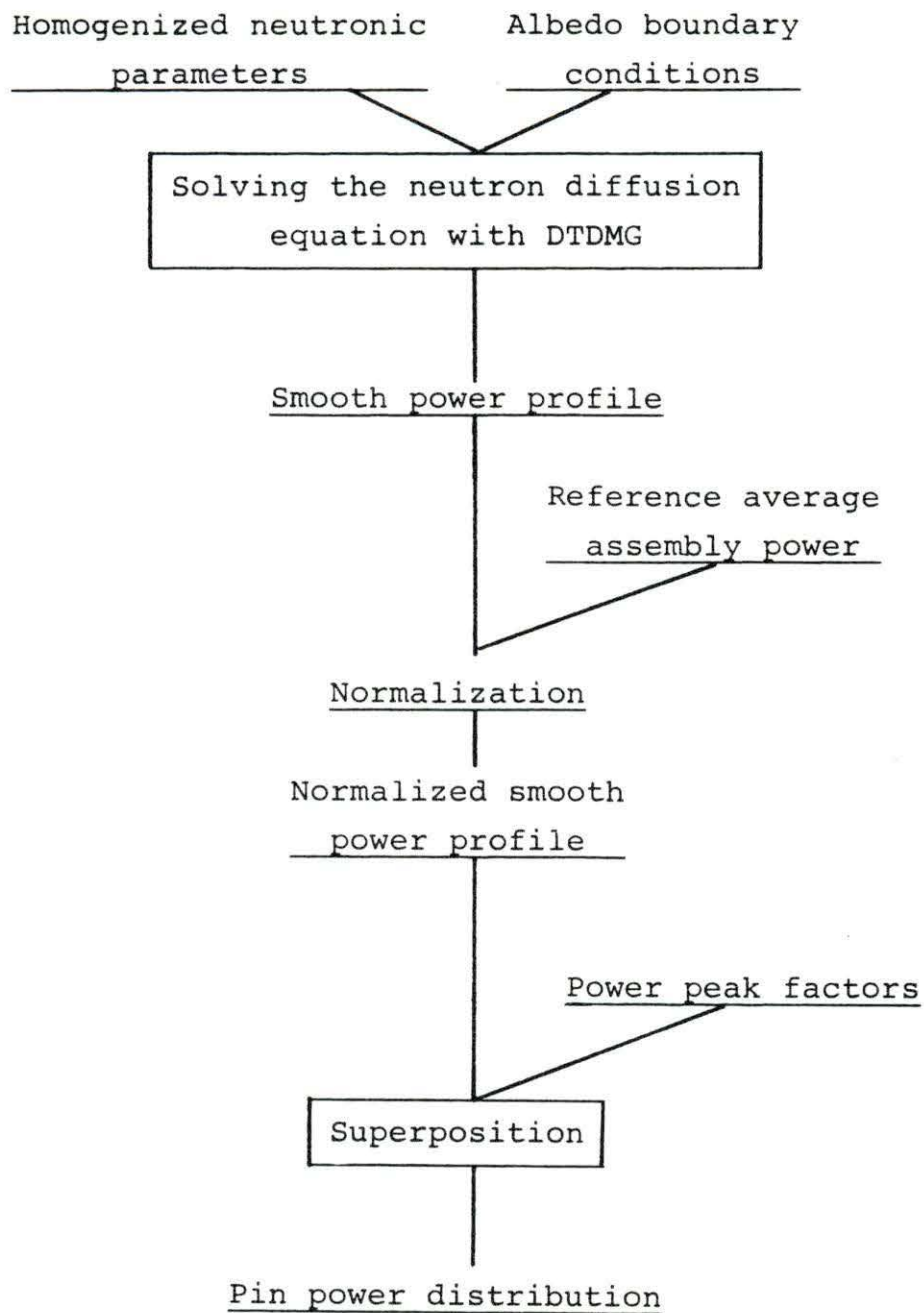 Homogenized neutronic
parameters
Albedo boundary
conditions
Solving the neutron diffusion
equation with DTDMG
Smooth power profile
Reference average
assembly power
Normalization
Normalized smooth
power profile
Power peak factors
Superposition
Pin power distribution